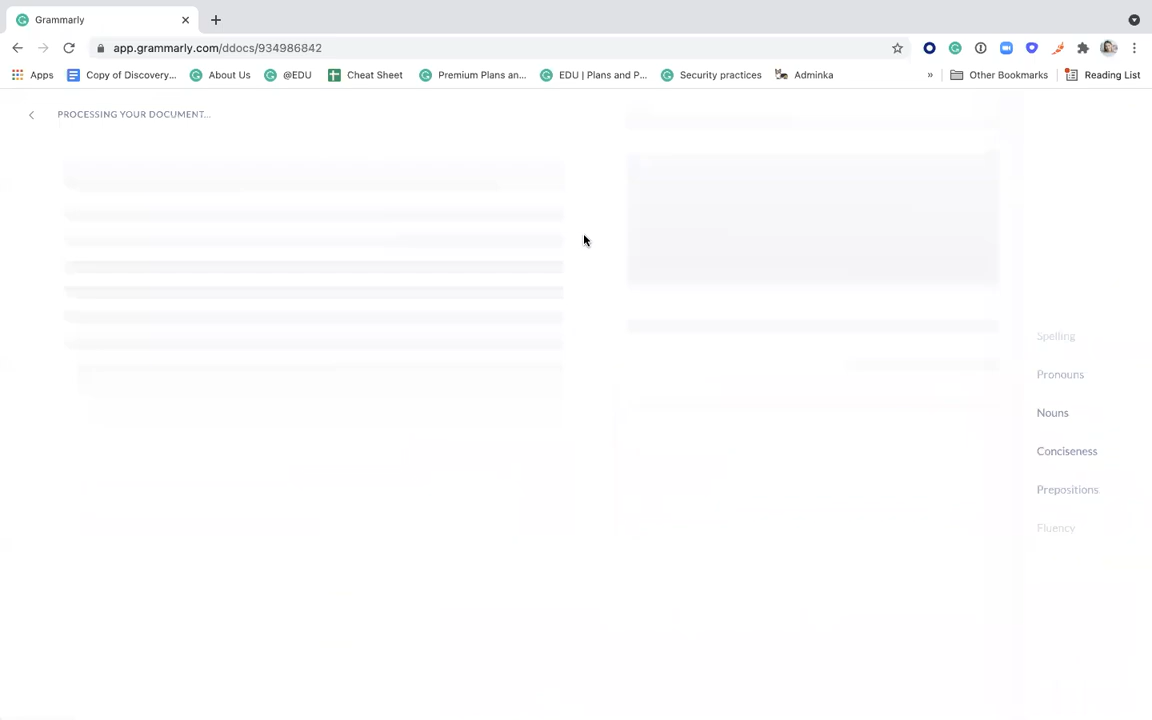 Grammarly
app.grammarly.com/ddocs/934986842
Apps
Copy of Discovery...
About Us
@EDU
Cheat Sheet
Premium Plans an...
EDU | Plans and P...
Security practices
Adminka
»
Other Bookmarks
Reading List
PROCESSING YOUR DOCUMENT...
Spelling
Pronouns
Nouns
Conciseness
Prepositions
Fluency